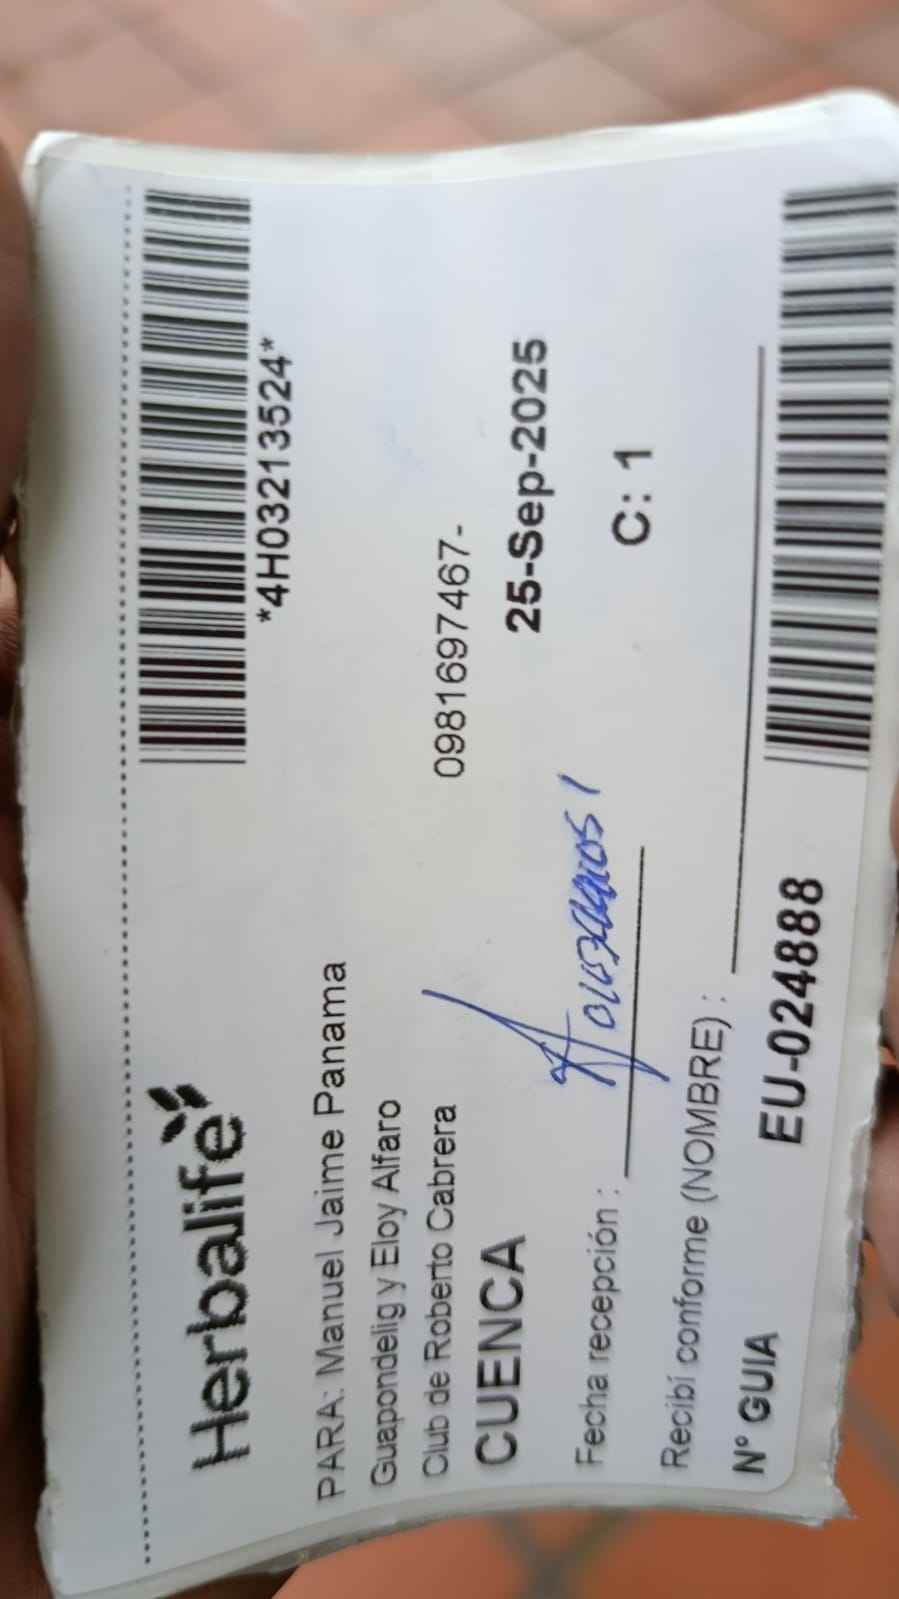 *4H03213524*
Herbalife
PARA: Manuel Jaime Panama
Guapondelig y Eloy Alfaro
Club de Roberto Cabrera 0981697467-
CUENCA 25-Sep-2025
Fecha recepción :
C: 1
Recibí conforme (NOMBRE) :
N° GUIA EU-024888